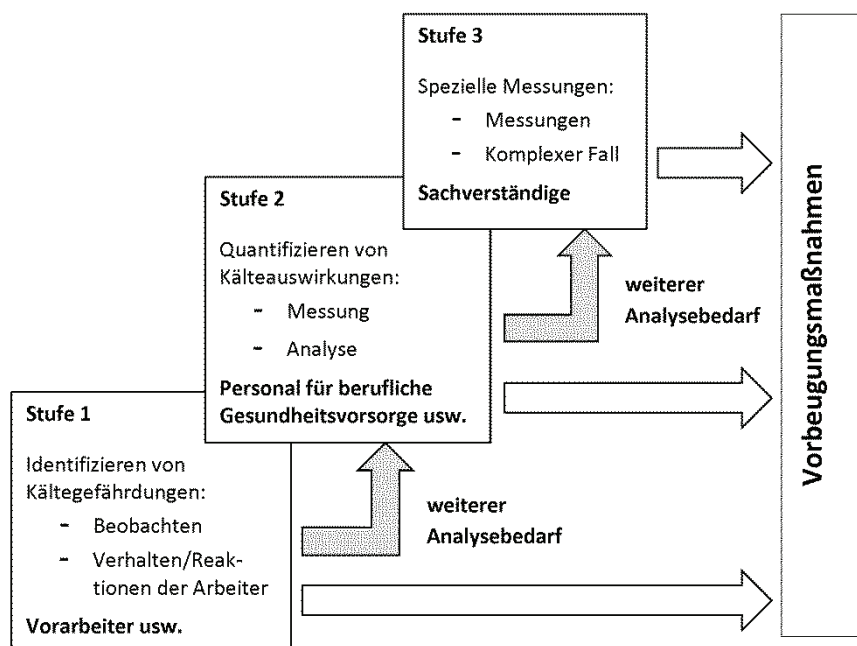 Stufe 3
Spezielle Messungen:
- Messungen
- Komplexer Fall
Sachverständige
Stufe 2
Quantifizieren von
Kälteauswirkungen:
- Messung
- Analyse
Personal für berufliche
Gesundheitsvorsorge usw.
weiterer
Analysebedarf
Stufe 1
Identifizieren von
Kältegefährdungen:
- Beobachten
- Verhalten/Reak-
tionen der Arbeiter
Vorarbeiter usw.
weiterer
Analysebedarf
Vorbeugungsmaßnahmen